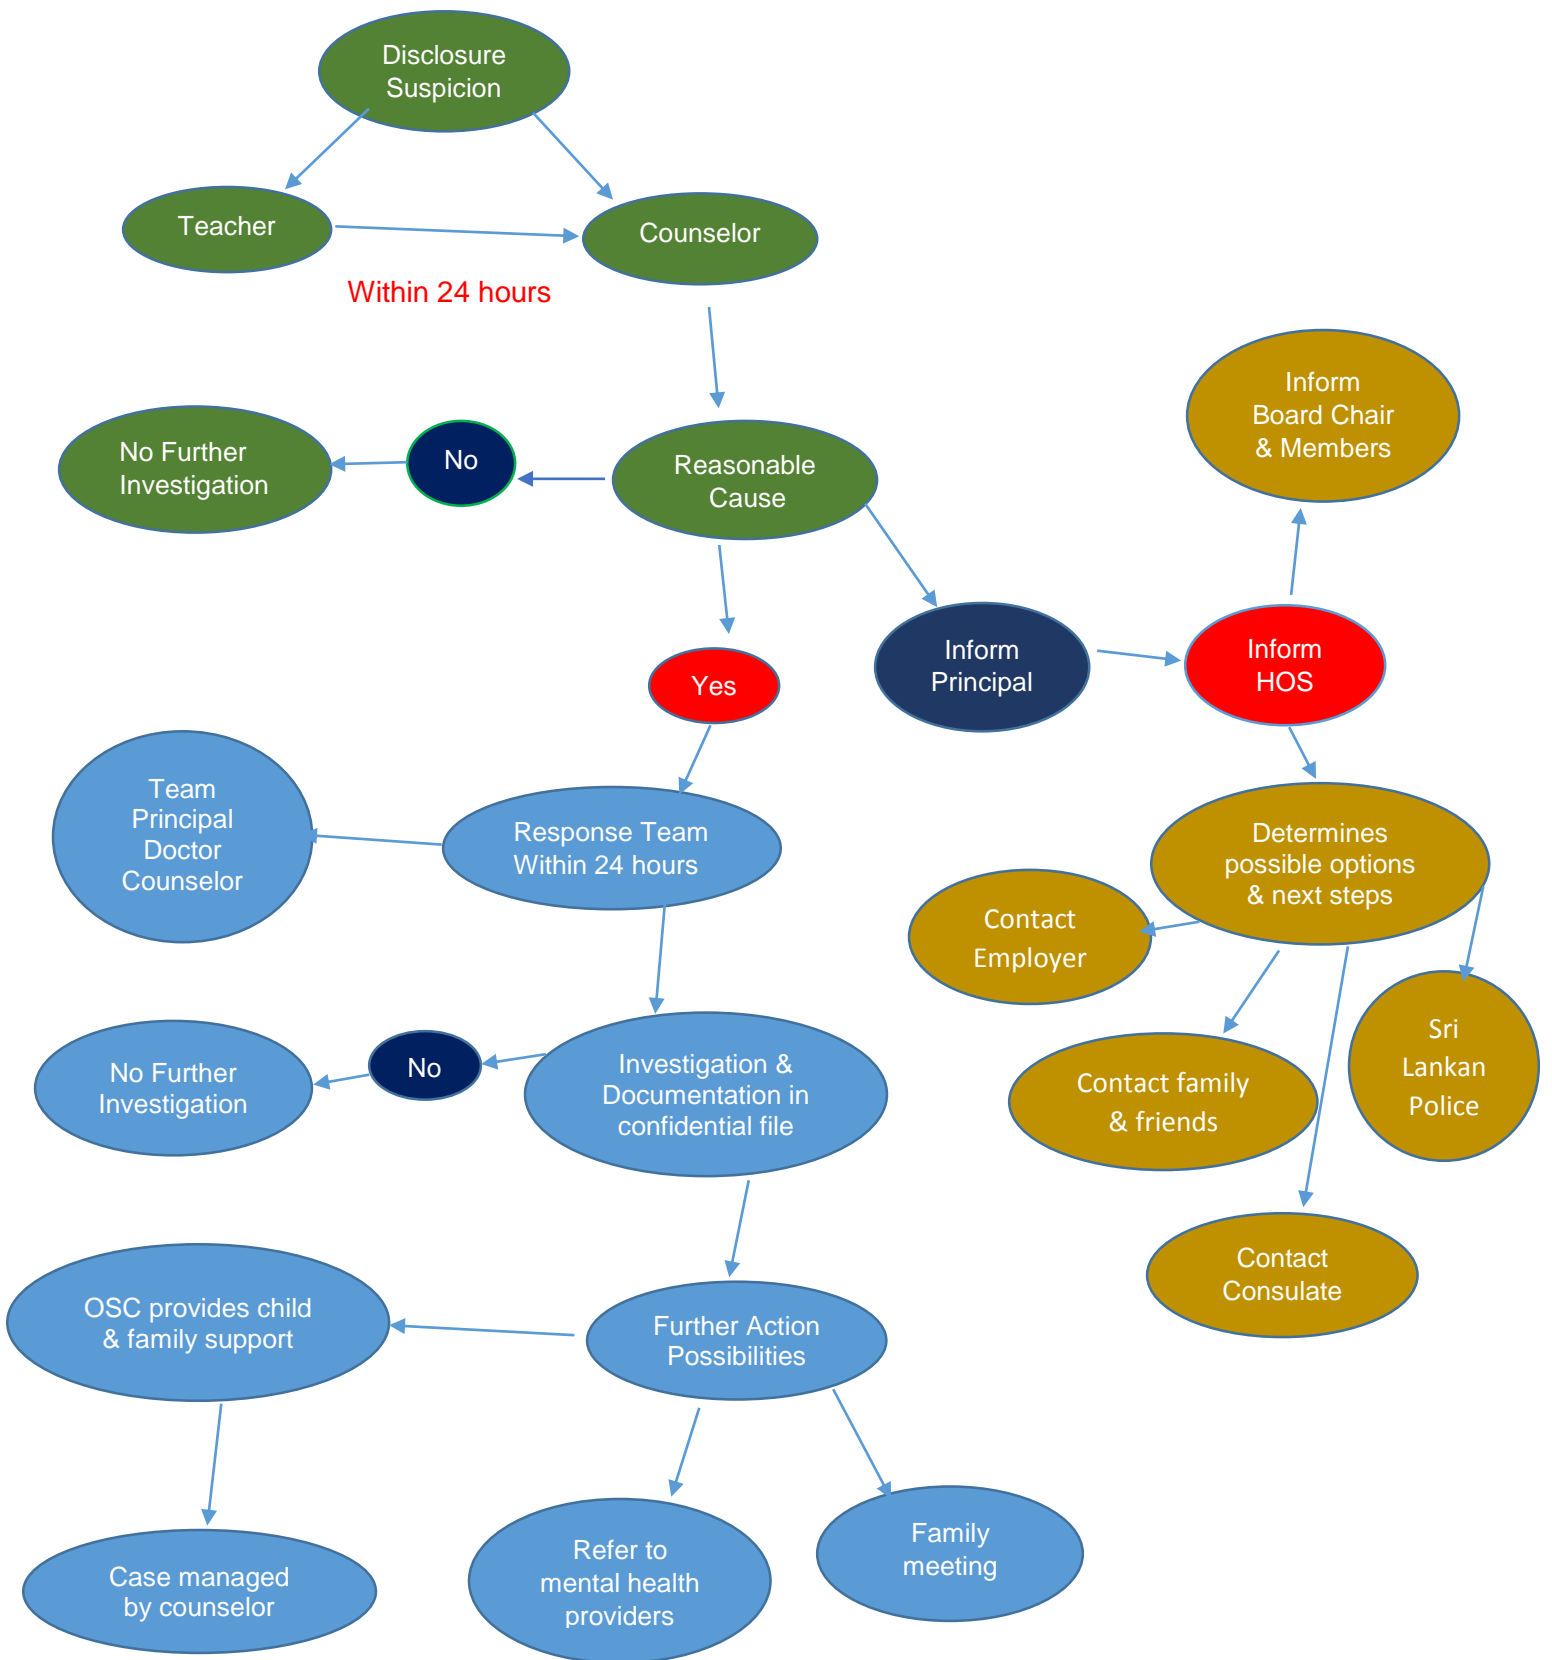 Disclosure
Suspicion
Teacher
Counselor
Within 24 hours
Inform
Board Chair
& Members
No Further
Investigation
No
Reasonable
Cause
Inform
Principal
Inform
HOS
Yes
Team
Principal
Doctor
Counselor
Response Team
Within 24 hours
Determines
possible options
& next steps
Contact
Employer
Sri
Lankan
Police
No Further
Investigation
No
Investigation &
Documentation in
confidential file
Contact family
& friends
Contact
Consulate
OSC provides child
& family support
Further Action
Possibilities
Case managed
by counselor
Refer to
mental health
providers
Family
meeting